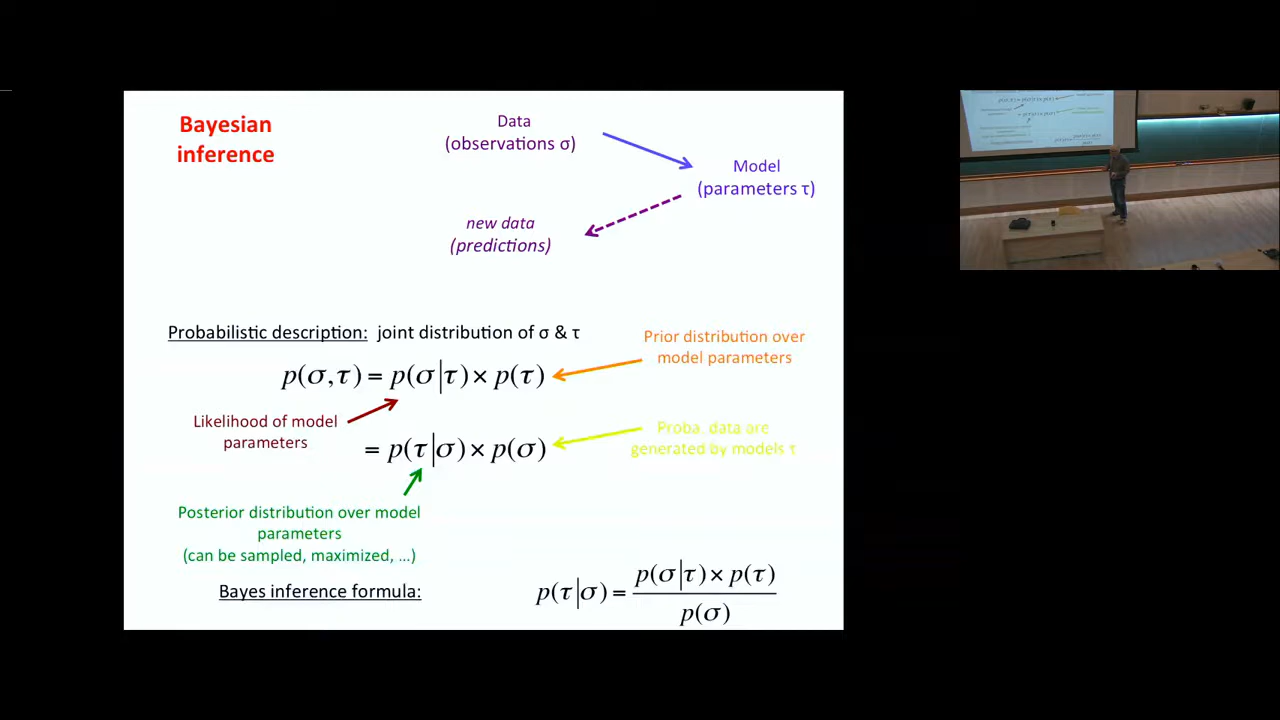 Bayesian
inference
Data
(observations σ)
Model
(parameters τ)
new data
(predictions)
Probabilistic description: joint distribution of σ & τ
Prior distribution over
model parameters
p(σ,τ) = p(σ|τ) × p(τ)
Likelihood of model
parameters
= p(τ|σ) × p(σ)
Proba. data are
generated by models τ
Posterior distribution over model
parameters
(can be sampled, maximized, ...)
Bayes inference formula:
p(τ|σ) = p(σ|τ) × p(τ)
p(σ)